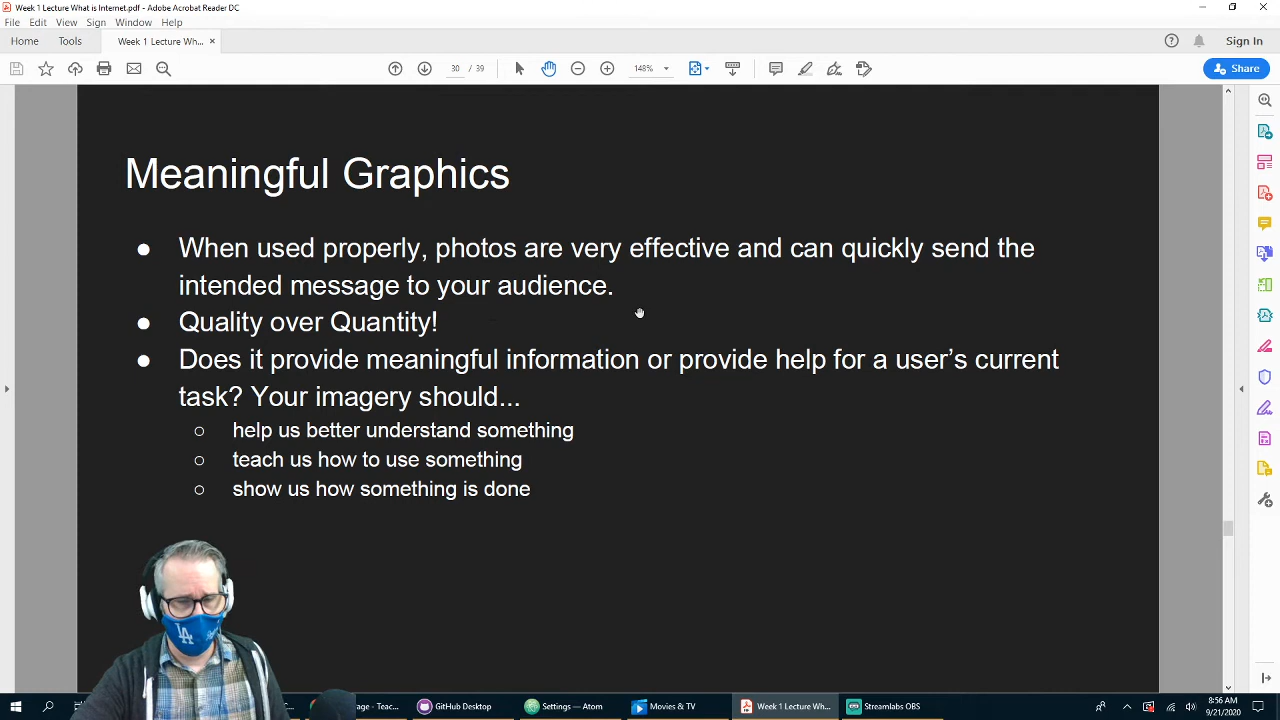 Week 1 Lecture What is Internet.pdf - Adobe Acrobat Reader DC
File Edit View Sign Window Help
Home Tools Week 1 Lecture Wh... × Sign In
30 / 39 148% Share
Meaningful Graphics
● When used properly, photos are very effective and can quickly send the
intended message to your audience.
● Quality over Quantity!
● Does it provide meaningful information or provide help for a user's current
task? Your imagery should...
○ help us better understand something
○ teach us how to use something
○ show us how something is done
LA
age - Teac... GitHub Desktop Settings — Atom Movies & TV Week 1 Lecture Wh... Streamlabs OBS
8:56 AM
9/21/2020